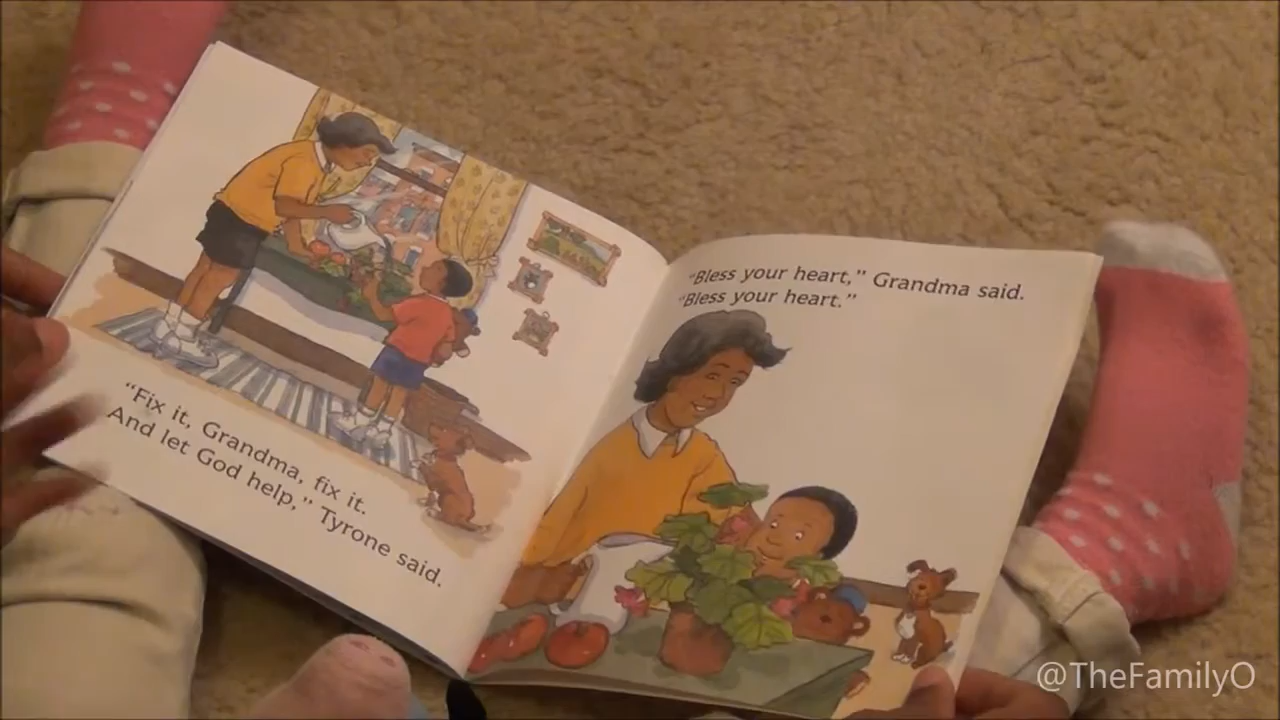 “Fix it, Grandma, fix it.
And let God help,” Tyrone said.
“Bless your heart,” Grandma said.
“Bless your heart.”
@TheFamilyO